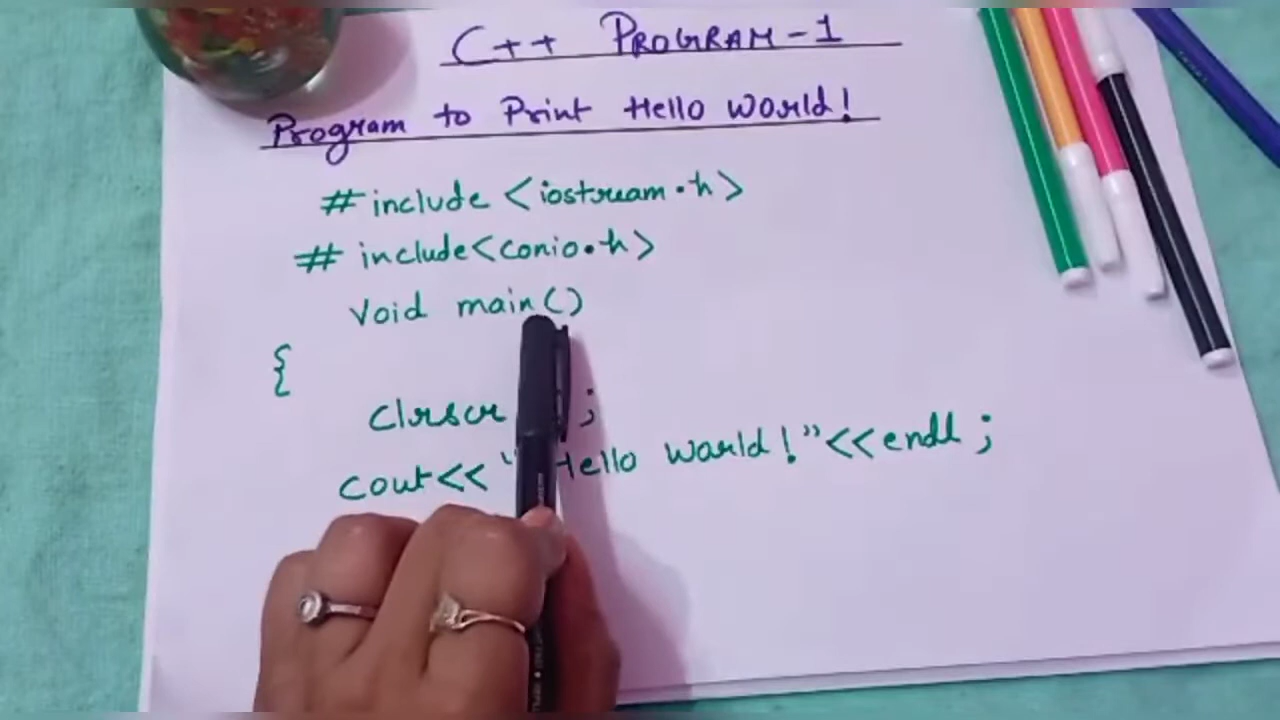 C++ PROGRAM-1
Program to Print Hello World!
#include <iostream.h>
#include<conio.h>
void main()
{
clrscr ;
cout<< "Hello world!"<<endl;